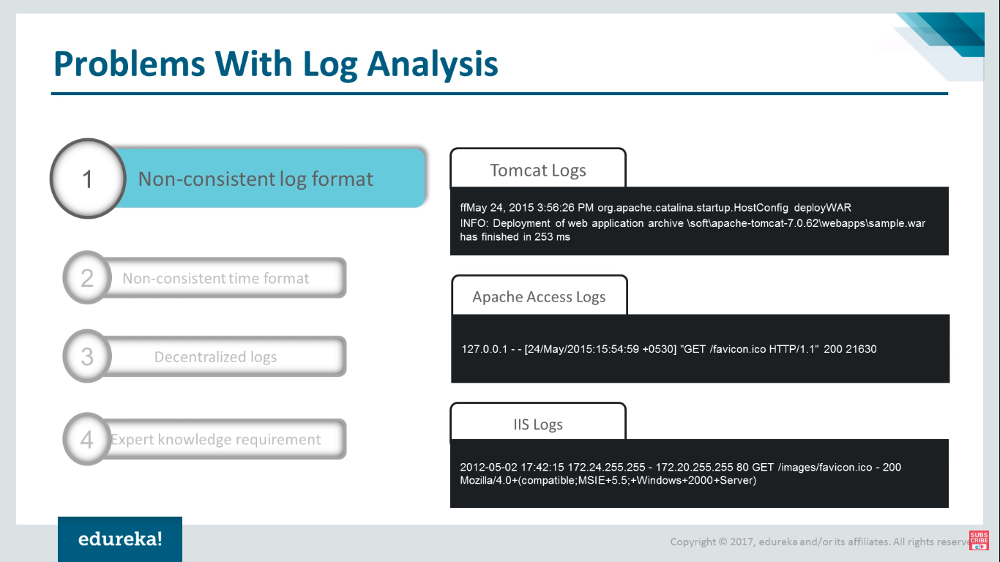 Problems With Log Analysis
1
Non-consistent log format
2
Non-consistent time format
3
Decentralized logs
4
Expert knowledge requirement
Tomcat Logs
ffMay 24, 2015 3:56:26 PM org.apache.catalina.startup.HostConfig deployWAR
INFO: Deployment of web application archive \soft\apache-tomcat-7.0.62\webapps\sample.war
has finished in 253 ms
Apache Access Logs
127.0.0.1 - - [24/May/2015:15:54:59 +0530] "GET /favicon.ico HTTP/1.1" 200 21630
IIS Logs
2012-05-02 17:42:15 172.24.255.255 - 172.20.255.255 80 GET /images/favicon.ico - 200
Mozilla/4.0+(compatible;MSIE+5.5;+Windows+2000+Server)
edureka!
Copyright © 2017, edureka and/or its affiliates. All rights reserve
SUBS
CRIBE